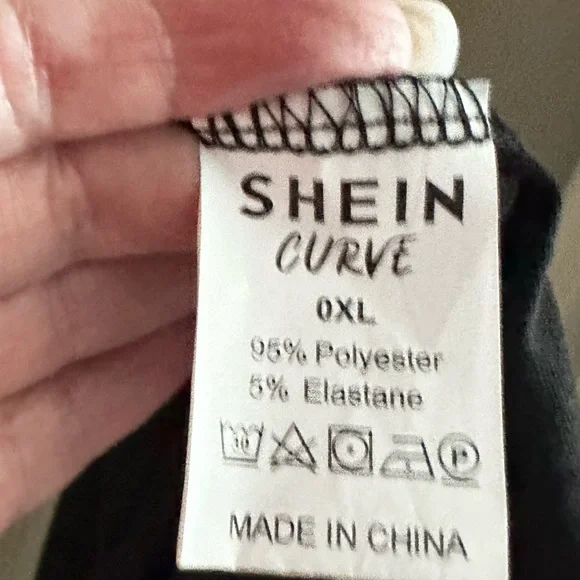 SHEIN
CURVE
0XL
95% Polyester
5% Elastane
MADE IN CHINA